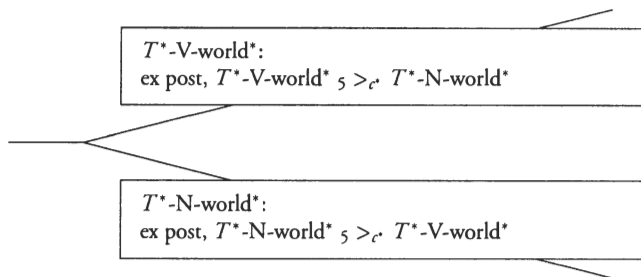 T*-V-world*:
ex post, T*-V-world* ₅ >c* T*-N-world*
T*-N-world*:
ex post, T*-N-world* ₅ >c* T*-V-world*